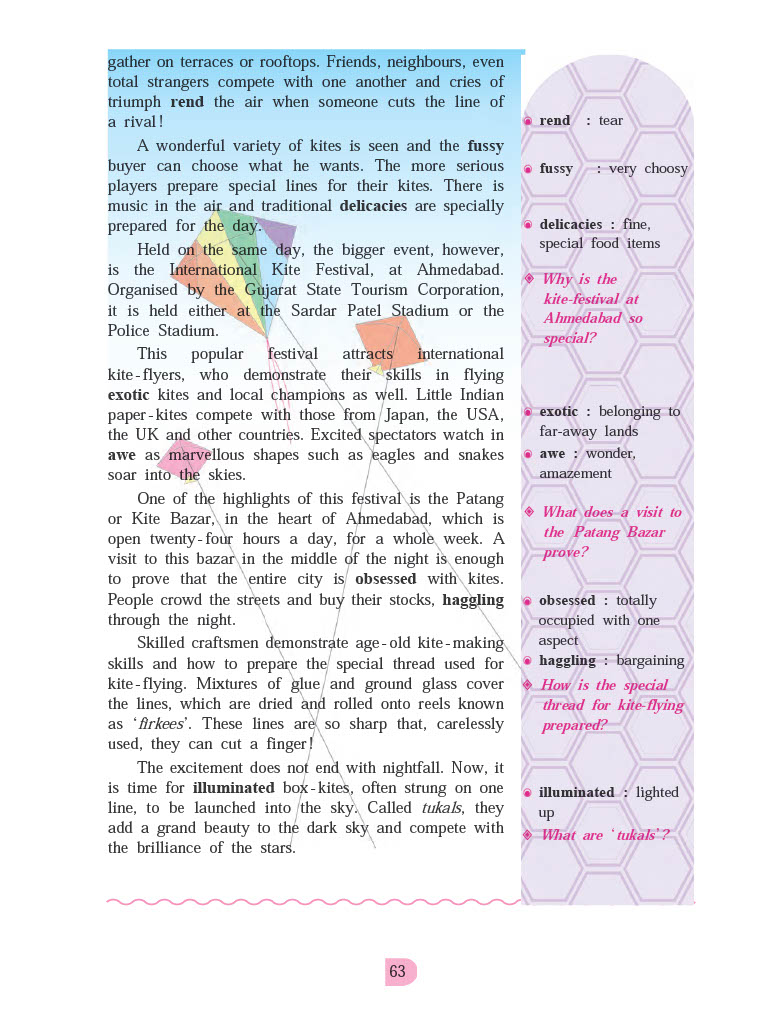 gather on terraces or rooftops. Friends, neighbours, even
total strangers compete with one another and cries of
triumph rend the air when someone cuts the line of
a rival!
A wonderful variety of kites is seen and the fussy
buyer can choose what he wants. The more serious
players prepare special lines for their kites. There is
music in the air and traditional delicacies are specially
prepared for the day.
Held on the same day, the bigger event, however,
is the International Kite Festival, at Ahmedabad.
Organised by the Gujarat State Tourism Corporation,
it is held either at the Sardar Patel Stadium or the
Police Stadium.
This popular festival attracts international
kite-flyers, who demonstrate their skills in flying
exotic kites and local champions as well. Little Indian
paper-kites compete with those from Japan, the USA,
the UK and other countries. Excited spectators watch in
awe as marvellous shapes such as eagles and snakes
soar into the skies.
One of the highlights of this festival is the Patang
or Kite Bazar, in the heart of Ahmedabad, which is
open twenty-four hours a day, for a whole week. A
visit to this bazar in the middle of the night is enough
to prove that the entire city is obsessed with kites.
People crowd the streets and buy their stocks, haggling
through the night.
Skilled craftsmen demonstrate age-old kite-making
skills and how to prepare the special thread used for
kite-flying. Mixtures of glue and ground glass cover
the lines, which are dried and rolled onto reels known
as ‘firkees’. These lines are so sharp that, carelessly
used, they can cut a finger!
The excitement does not end with nightfall. Now, it
is time for illuminated box-kites, often strung on one
line, to be launched into the sky. Called tukals, they
add a grand beauty to the dark sky and compete with
the brilliance of the stars.
rend : tear
fussy : very choosy
delicacies : fine,
special food items
Why is the
kite-festival at
Ahmedabad so
special?
exotic : belonging to
far-away lands
awe : wonder,
amazement
What does a visit to
the Patang Bazar
prove?
obsessed : totally
occupied with one
aspect
haggling : bargaining
How is the special
thread for kite-flying
prepared?
illuminated : lighted
up
What are ‘tukals’?
63